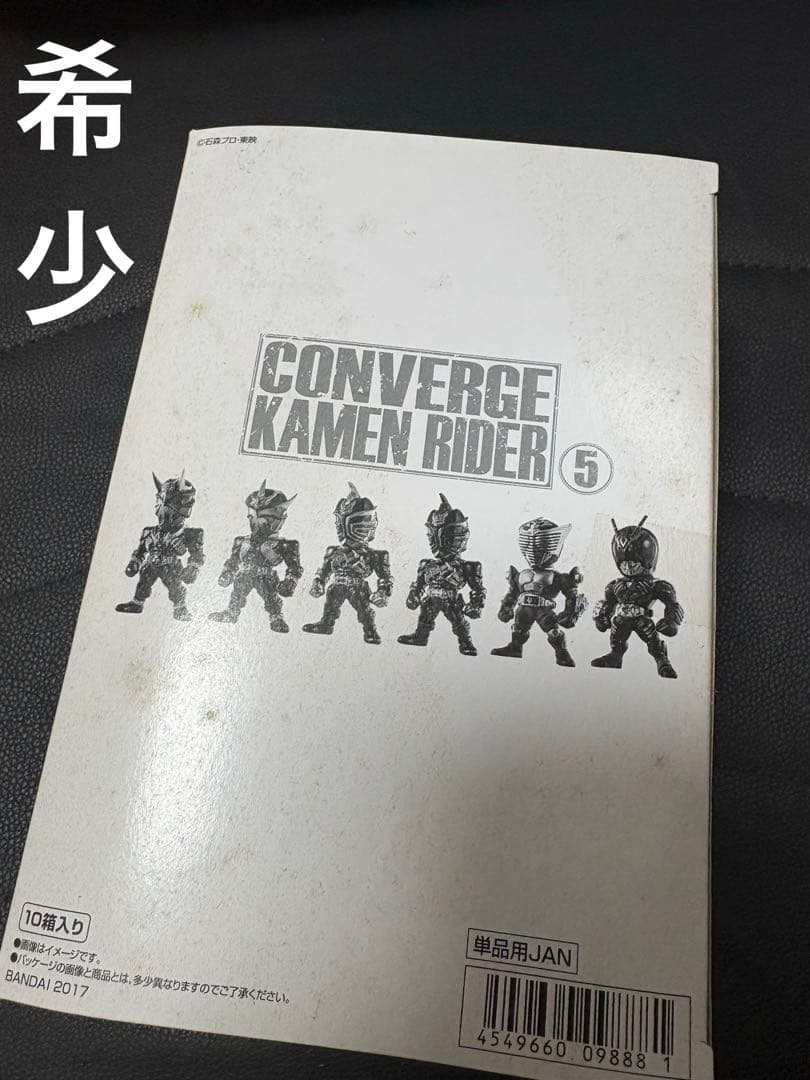 希少
©石森プロ・東映
CONVERGE
KAMEN RIDER
5
10箱入り
●画像はイメージです。
●パッケージの画像と商品とは、多少異なりますのでご了承ください。
BANDAI 2017
単品用JAN
4549660 09888 1